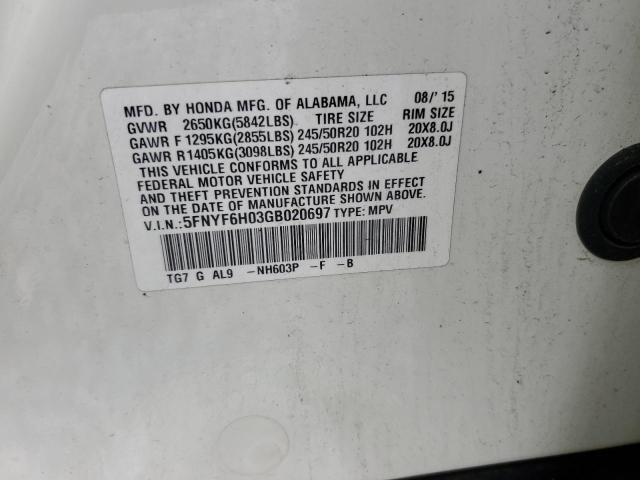 MFD. BY HONDA MFG. OF ALABAMA, LLC 08/'15
GVWR 2650KG(5842LBS) TIRE SIZE RIM SIZE
GAWR F 1295KG(2855LBS) 245/50R20 102H 20X8.0J
GAWR R 1405KG(3098LBS) 245/50R20 102H 20X8.0J
THIS VEHICLE CONFORMS TO ALL APPLICABLE
FEDERAL MOTOR VEHICLE SAFETY
AND THEFT PREVENTION STANDARDS IN EFFECT
ON THE DATE OF MANUFACTURE SHOWN ABOVE.
V.I.N.: 5FNYF6H03GB020697 TYPE: MPV
TG7 G AL9 -NH603P -F -B